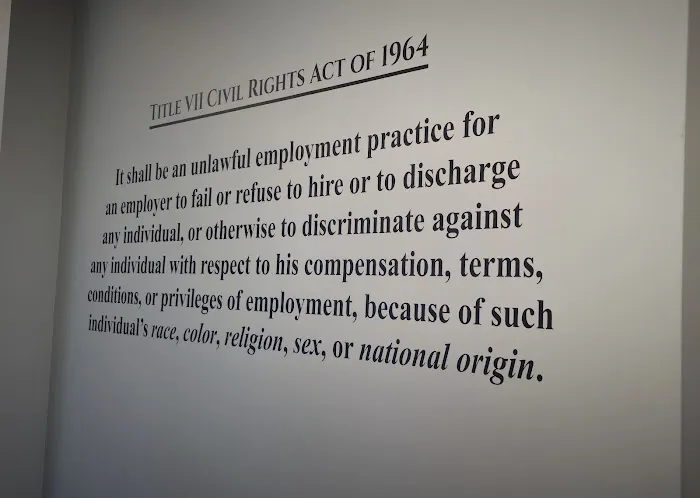 TITLE VII CIVIL RIGHTS ACT OF 1964
It shall be an unlawful employment practice for
an employer to fail or refuse to hire or to discharge
any individual, or otherwise to discriminate against
any individual with respect to his compensation, terms,
conditions, or privileges of employment, because of such
individual's race, color, religion, sex, or national origin.